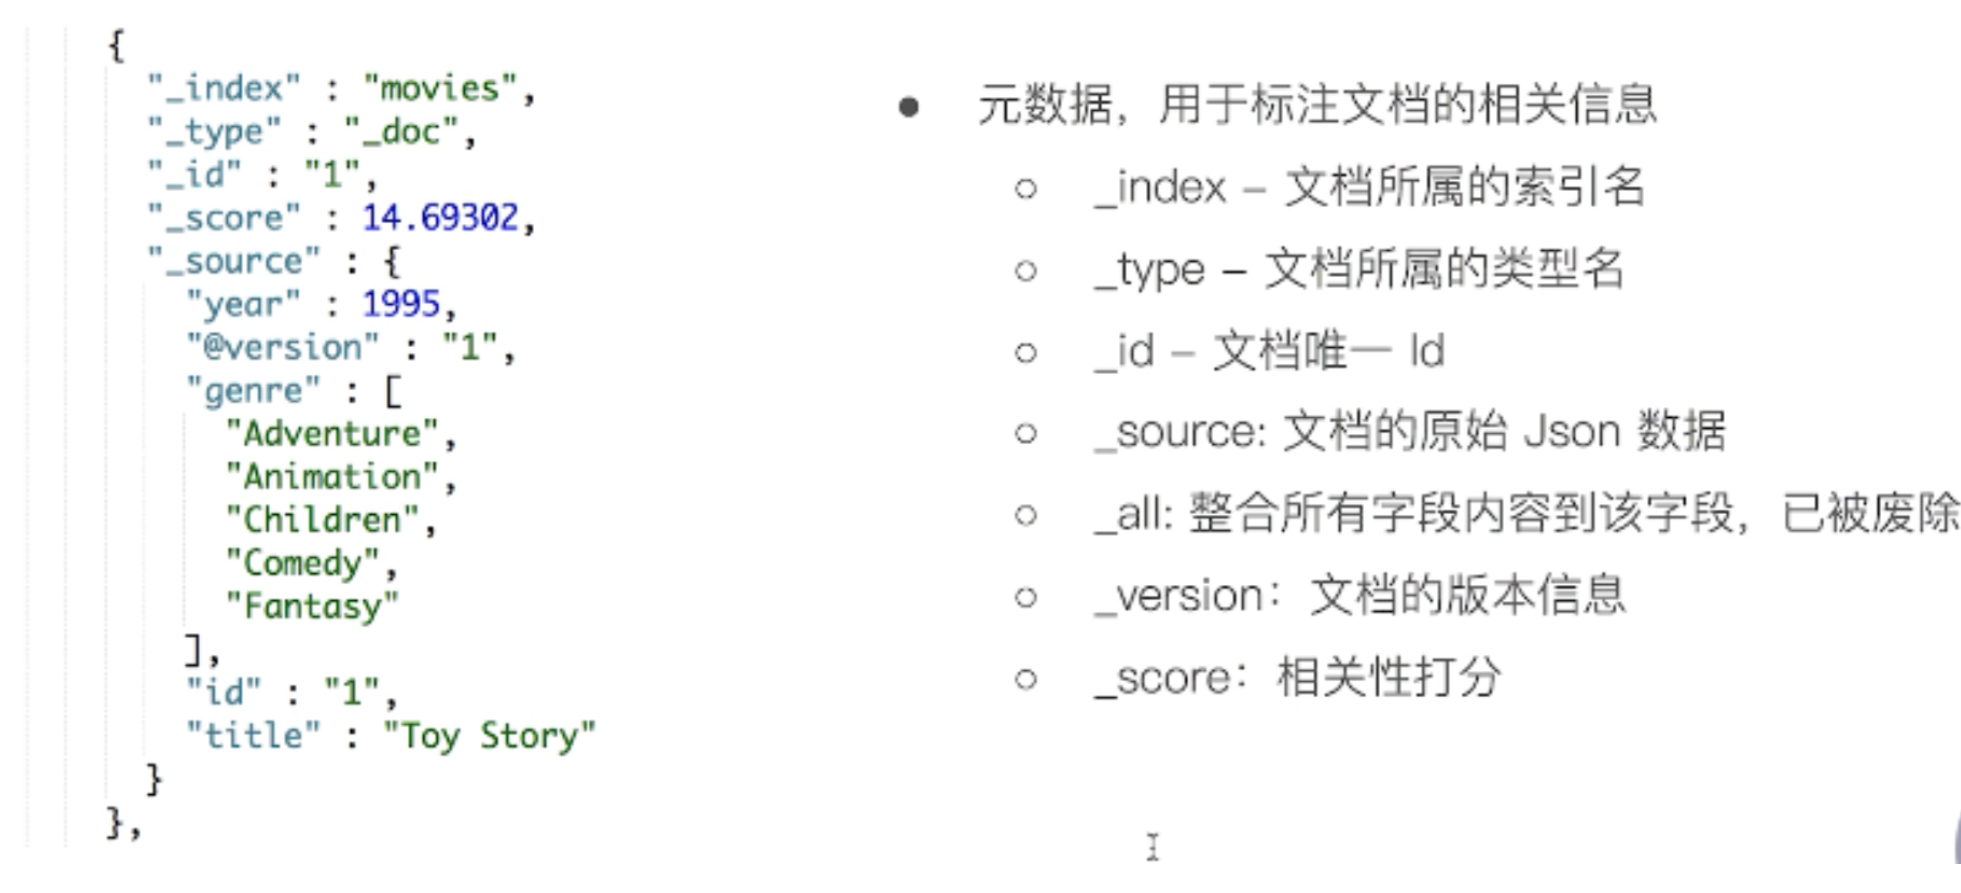 {
"_index" : "movies",
"_type" : "_doc",
"_id" : "1",
"_score" : 14.69302,
"_source" : {
"year" : 1995,
"@version" : "1",
"genre" : [
"Adventure",
"Animation",
"Children",
"Comedy",
"Fantasy"
],
"id" : "1",
"title" : "Toy Story"
}
},
● 元数据，用于标注文档的相关信息
○ _index – 文档所属的索引名
○ _type – 文档所属的类型名
○ _id – 文档唯一 Id
○ _source: 文档的原始 Json 数据
○ _all: 整合所有字段内容到该字段，已被废除
○ _version：文档的版本信息
○ _score：相关性打分